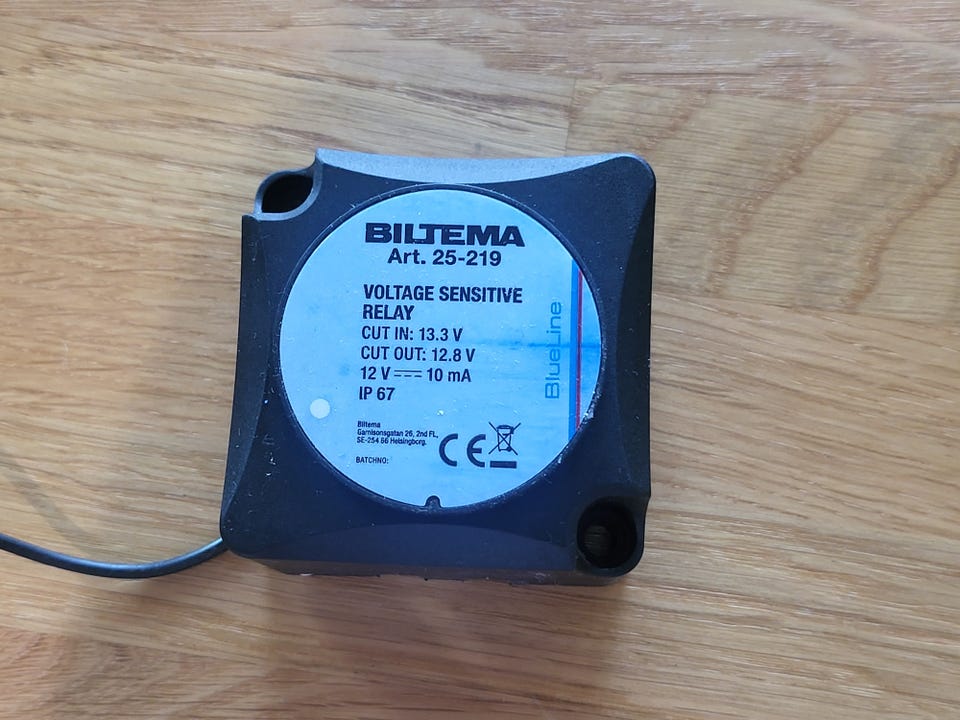 BILTEMA
Art. 25-219
VOLTAGE SENSITIVE
RELAY
CUT IN: 13.3 V
CUT OUT: 12.8 V
12 V ⎓ 10 mA
IP 67
BlueLine
Biltema
Garnisonsgatan 26, 2nd Fl.,
SE-254 66 Helsingborg.
BATCHNO:
CE